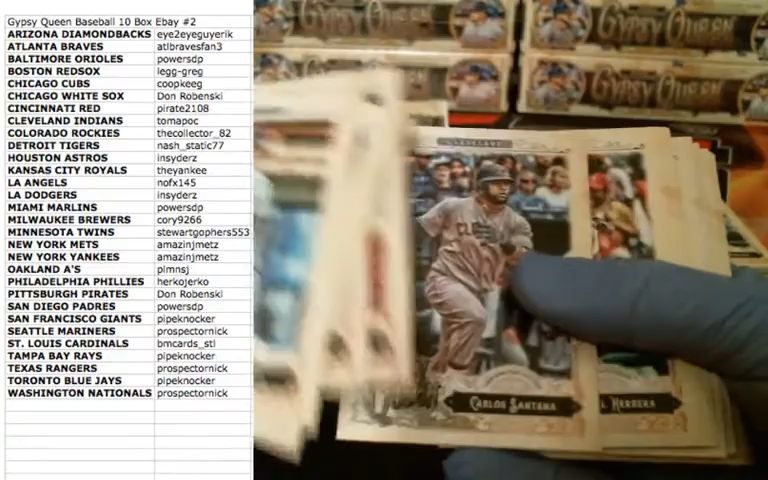 Gypsy Queen Baseball 10 Box Ebay #2
ARIZONA DIAMONDBACKS eye2eyeguyerik
ATLANTA BRAVES atlbravesfan3
BALTIMORE ORIOLES powersdp
BOSTON REDSOX legg-greg
CHICAGO CUBS coopkeeg
CHICAGO WHITE SOX Don Robenski
CINCINNATI RED pirate2108
CLEVELAND INDIANS tomapoc
COLORADO ROCKIES thecollector_82
DETROIT TIGERS nash_static77
HOUSTON ASTROS insyderz
KANSAS CITY ROYALS theyankee
LA ANGELS nofx145
LA DODGERS insyderz
MIAMI MARLINS powersdp
MILWAUKEE BREWERS cory9266
MINNESOTA TWINS stewartgophers553
NEW YORK METS amazinjmetz
NEW YORK YANKEES amazinjmetz
OAKLAND A'S plmnsj
PHILADELPHIA PHILLIES herkojerko
PITTSBURGH PIRATES Don Robenski
SAN DIEGO PADRES powersdp
SAN FRANCISCO GIANTS pipeknocker
SEATTLE MARINERS prospectornick
ST. LOUIS CARDINALS bmcards_stl
TAMPA BAY RAYS pipeknocker
TEXAS RANGERS prospectornick
TORONTO BLUE JAYS pipeknocker
WASHINGTON NATIONALS prospectornick
GYPSY QUEEN GYPSY QUEEN
GYPSY QUEEN GYPSY QUEEN
CLEVELAND
CARLOS SANTANA
HERRERA